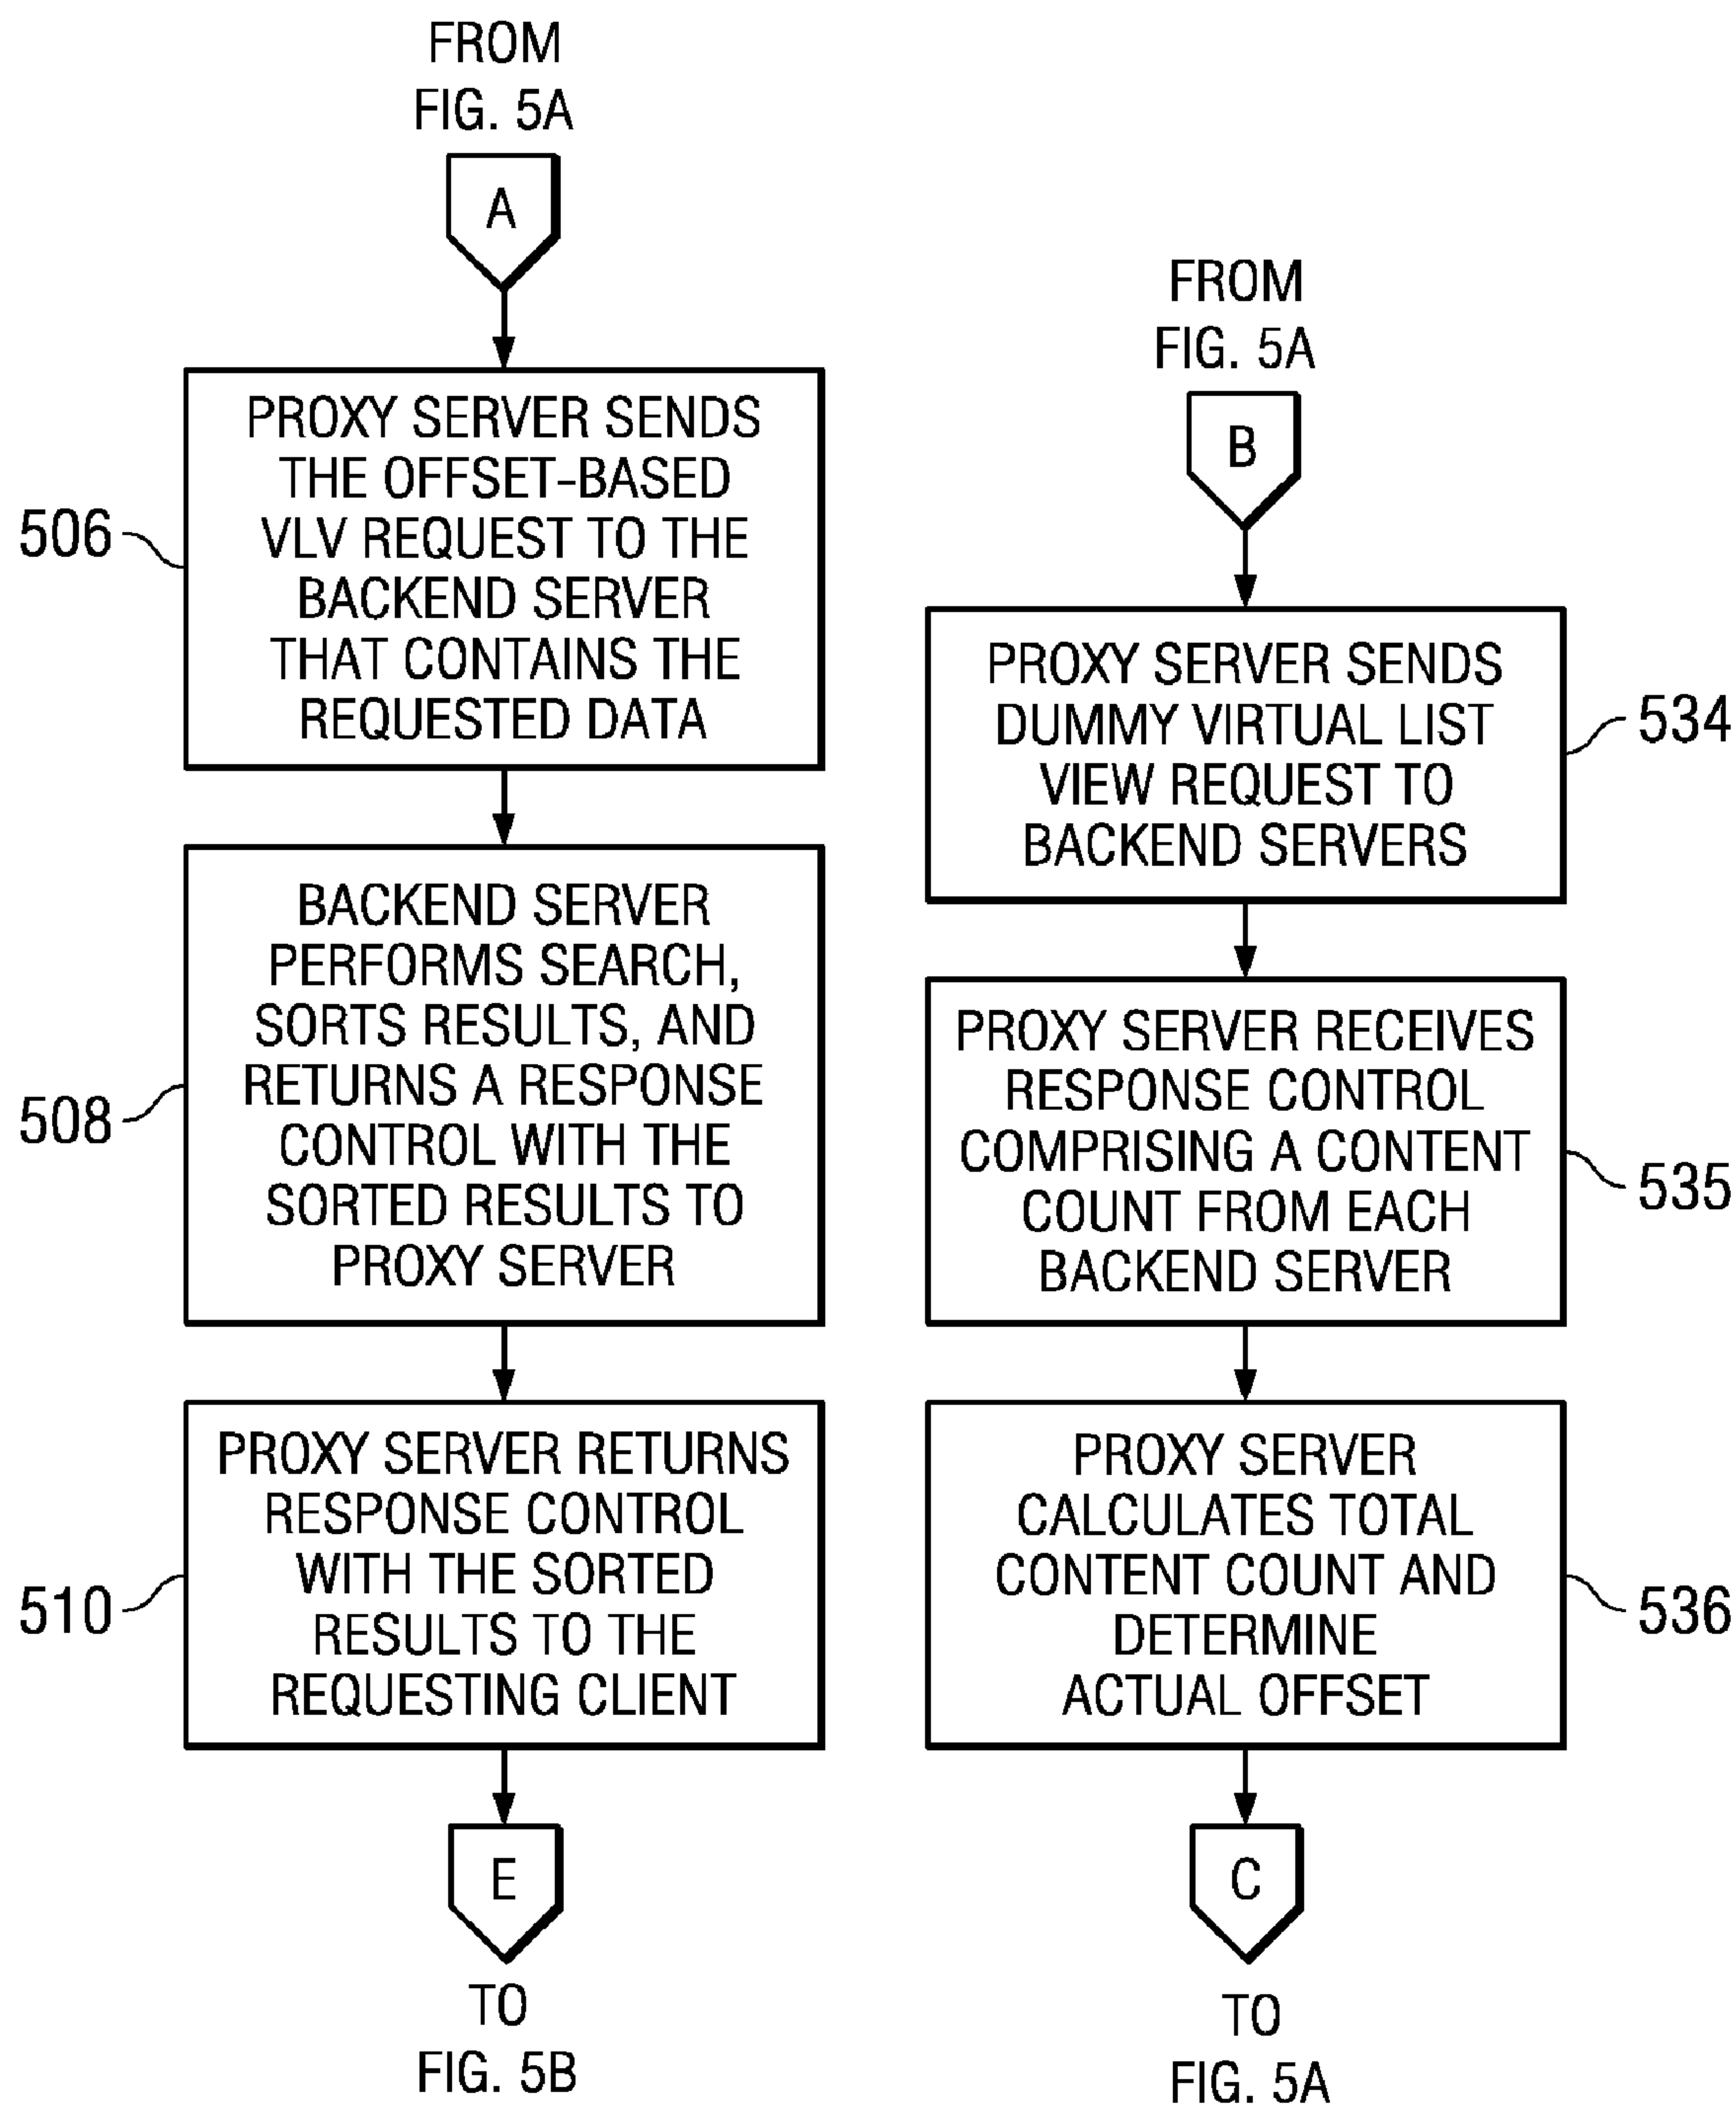 FROM
FIG. 5A
A
PROXY SERVER SENDS
THE OFFSET-BASED
VLV REQUEST TO THE
BACKEND SERVER
THAT CONTAINS THE
REQUESTED DATA
506
BACKEND SERVER
PERFORMS SEARCH,
SORTS RESULTS, AND
RETURNS A RESPONSE
CONTROL WITH THE
SORTED RESULTS TO
PROXY SERVER
508
PROXY SERVER RETURNS
RESPONSE CONTROL
WITH THE SORTED
RESULTS TO THE
REQUESTING CLIENT
510
E
TO
FIG. 5B
FROM
FIG. 5A
B
PROXY SERVER SENDS
DUMMY VIRTUAL LIST
VIEW REQUEST TO
BACKEND SERVERS
534
PROXY SERVER RECEIVES
RESPONSE CONTROL
COMPRISING A CONTENT
COUNT FROM EACH
BACKEND SERVER
535
PROXY SERVER
CALCULATES TOTAL
CONTENT COUNT AND
DETERMINE
ACTUAL OFFSET
536
C
TO
FIG. 5A